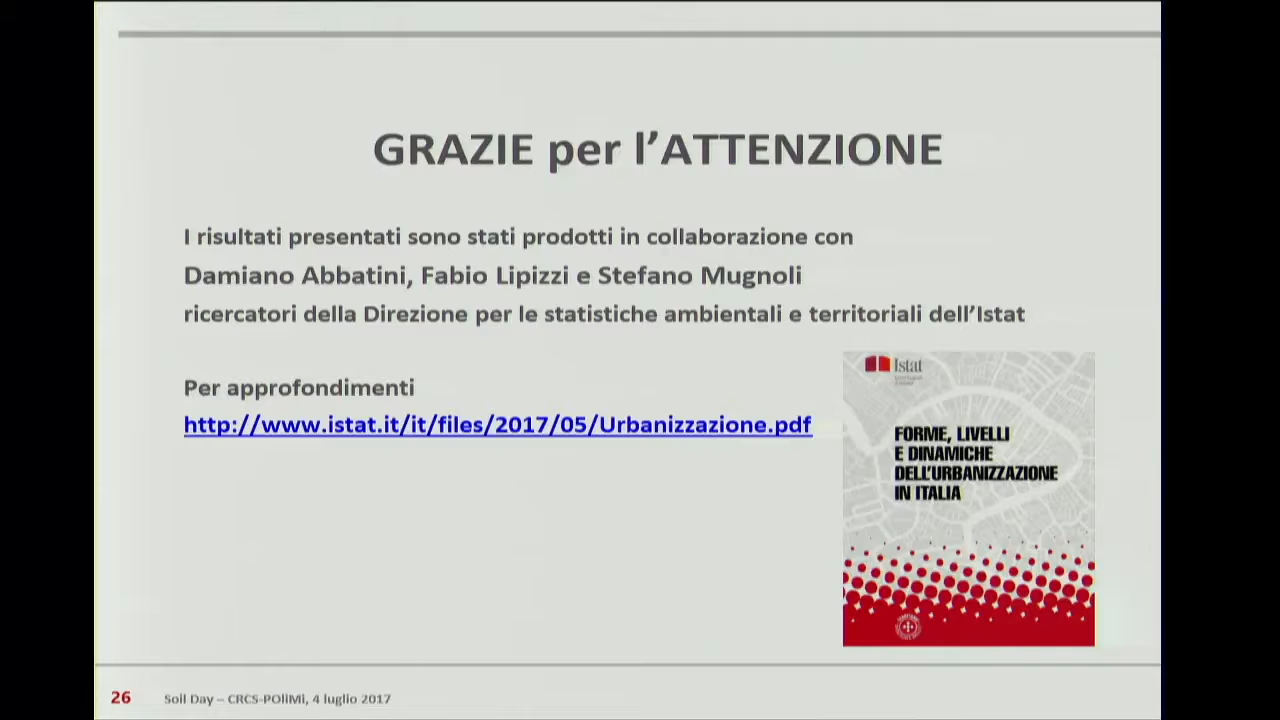 GRAZIE per l’ATTENZIONE
I risultati presentati sono stati prodotti in collaborazione con
Damiano Abbatini, Fabio Lipizzi e Stefano Mugnoli
ricercatori della Direzione per le statistiche ambientali e territoriali dell’Istat
Per approfondimenti
http://www.istat.it/it/files/2017/05/Urbanizzazione.pdf
Istat
FORME, LIVELLI
E DINAMICHE
DELL'URBANIZZAZIONE
IN ITALIA
26 Soil Day – CRCS-POliMi, 4 luglio 2017